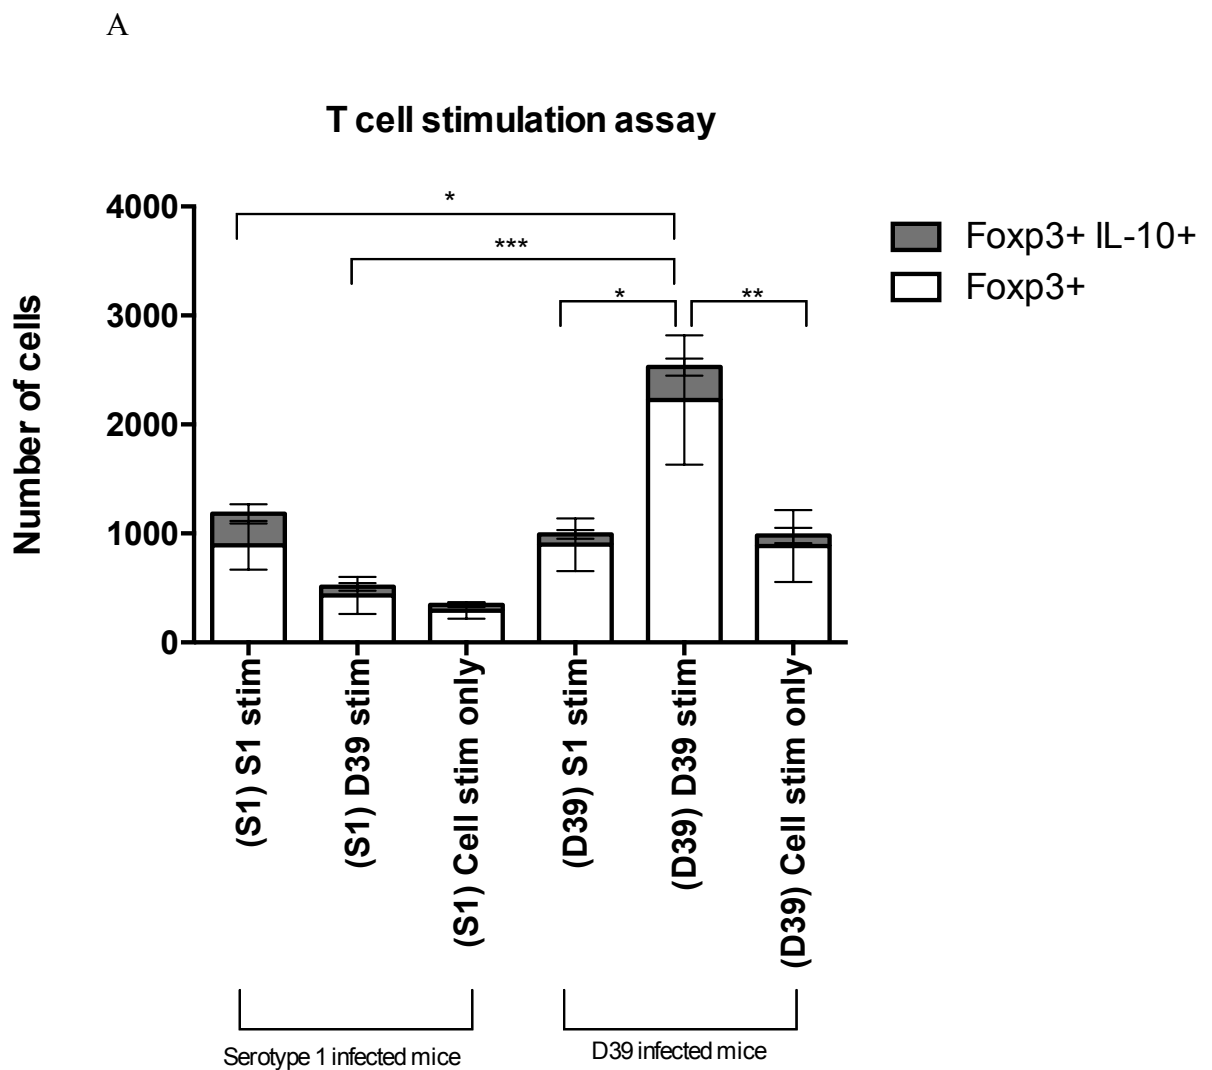 A
T cell stimulation assay
Number of cells
4000
3000
2000
1000
0
*
***
*
**
Foxp3+ IL-10+
Foxp3+
(S1) S1 stim
(S1) D39 stim
(S1) Cell stim only
(D39) S1 stim
(D39) D39 stim
(D39) Cell stim only
Serotype 1 infected mice
D39 infected mice